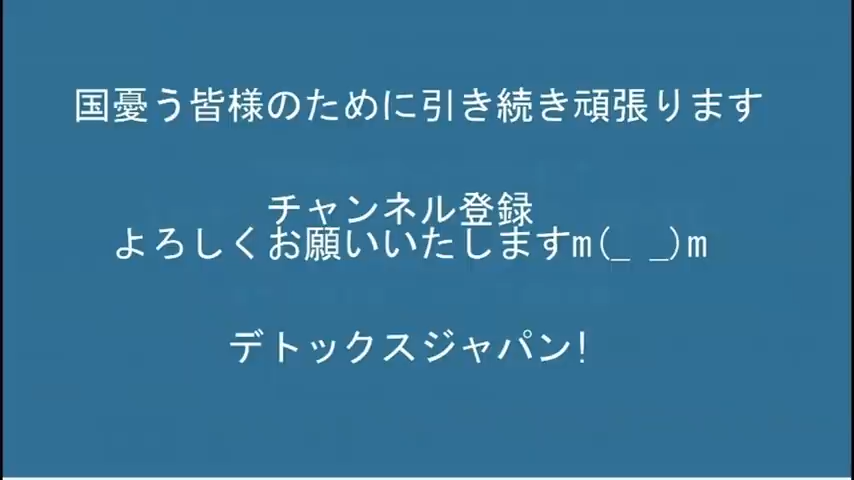 国憂う皆様のために引き続き頑張ります
チャンネル登録
よろしくお願いいたしますm(_ _)m
デトックスジャパン!